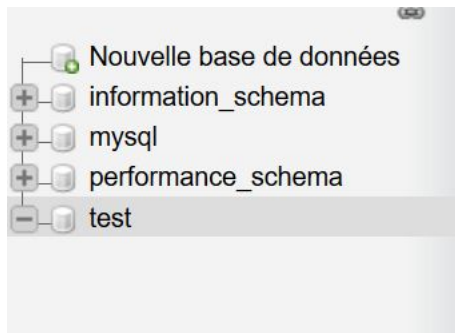 Nouvelle base de données
information_schema
mysql
performance_schema
test